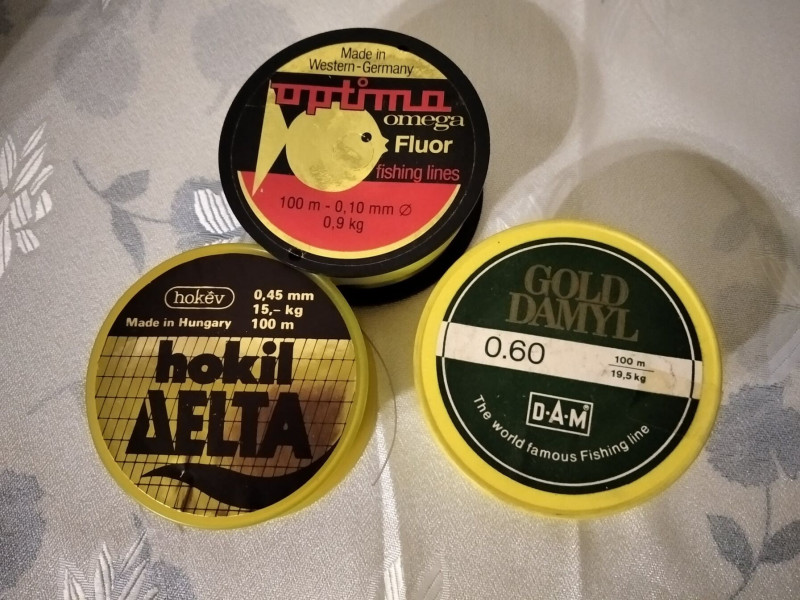 Made in
Western-Germany
optima
omega
Fluor
fishing lines
100 m - 0,10 mm Ø
0,9 kg
hokév
0,45 mm
15,- kg
Made in Hungary 100 m
hokil
DELTA
GOLD
DAMYL
0.60
100 m
19,5 kg
D·A·M
The world famous Fishing line